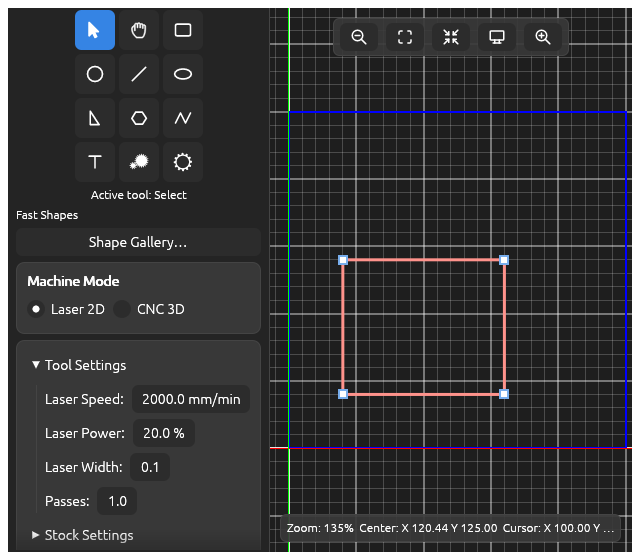 T
Active tool: Select
Fast Shapes
Shape Gallery...
Machine Mode
Laser 2D CNC 3D
▼ Tool Settings
Laser Speed: 2000.0 mm/min
Laser Power: 20.0 %
Laser Width: 0.1
Passes: 1.0
► Stock Settings
Zoom: 135% Center: X 120.44 Y 125.00 Cursor: X 100.00 Y ...